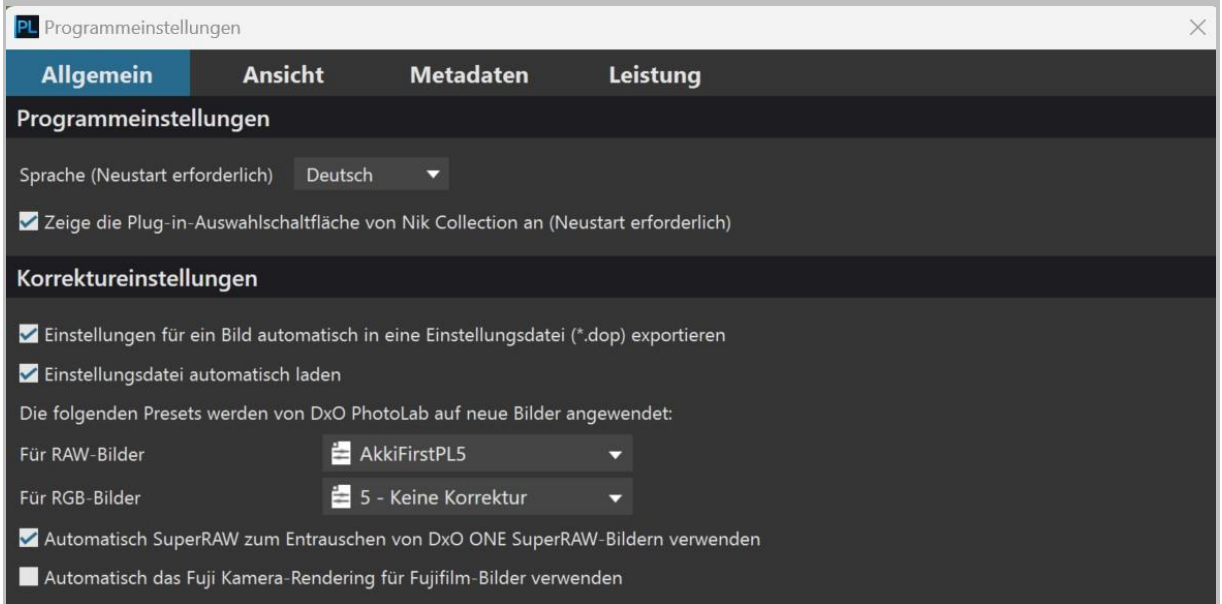 PL Programmeinstellungen
Allgemein Ansicht Metadaten Leistung
Programmeinstellungen
Sprache (Neustart erforderlich) Deutsch
Zeige die Plug-in-Auswahlschaltfläche von Nik Collection an (Neustart erforderlich)
Korrektureinstellungen
Einstellungen für ein Bild automatisch in eine Einstellungsdatei (*.dop) exportieren
Einstellungsdatei automatisch laden
Die folgenden Presets werden von DxO PhotoLab auf neue Bilder angewendet:
Für RAW-Bilder AkkiFirstPL5
Für RGB-Bilder 5 - Keine Korrektur
Automatisch SuperRAW zum Entrauschen von DxO ONE SuperRAW-Bildern verwenden
Automatisch das Fuji Kamera-Rendering für Fujifilm-Bilder verwenden